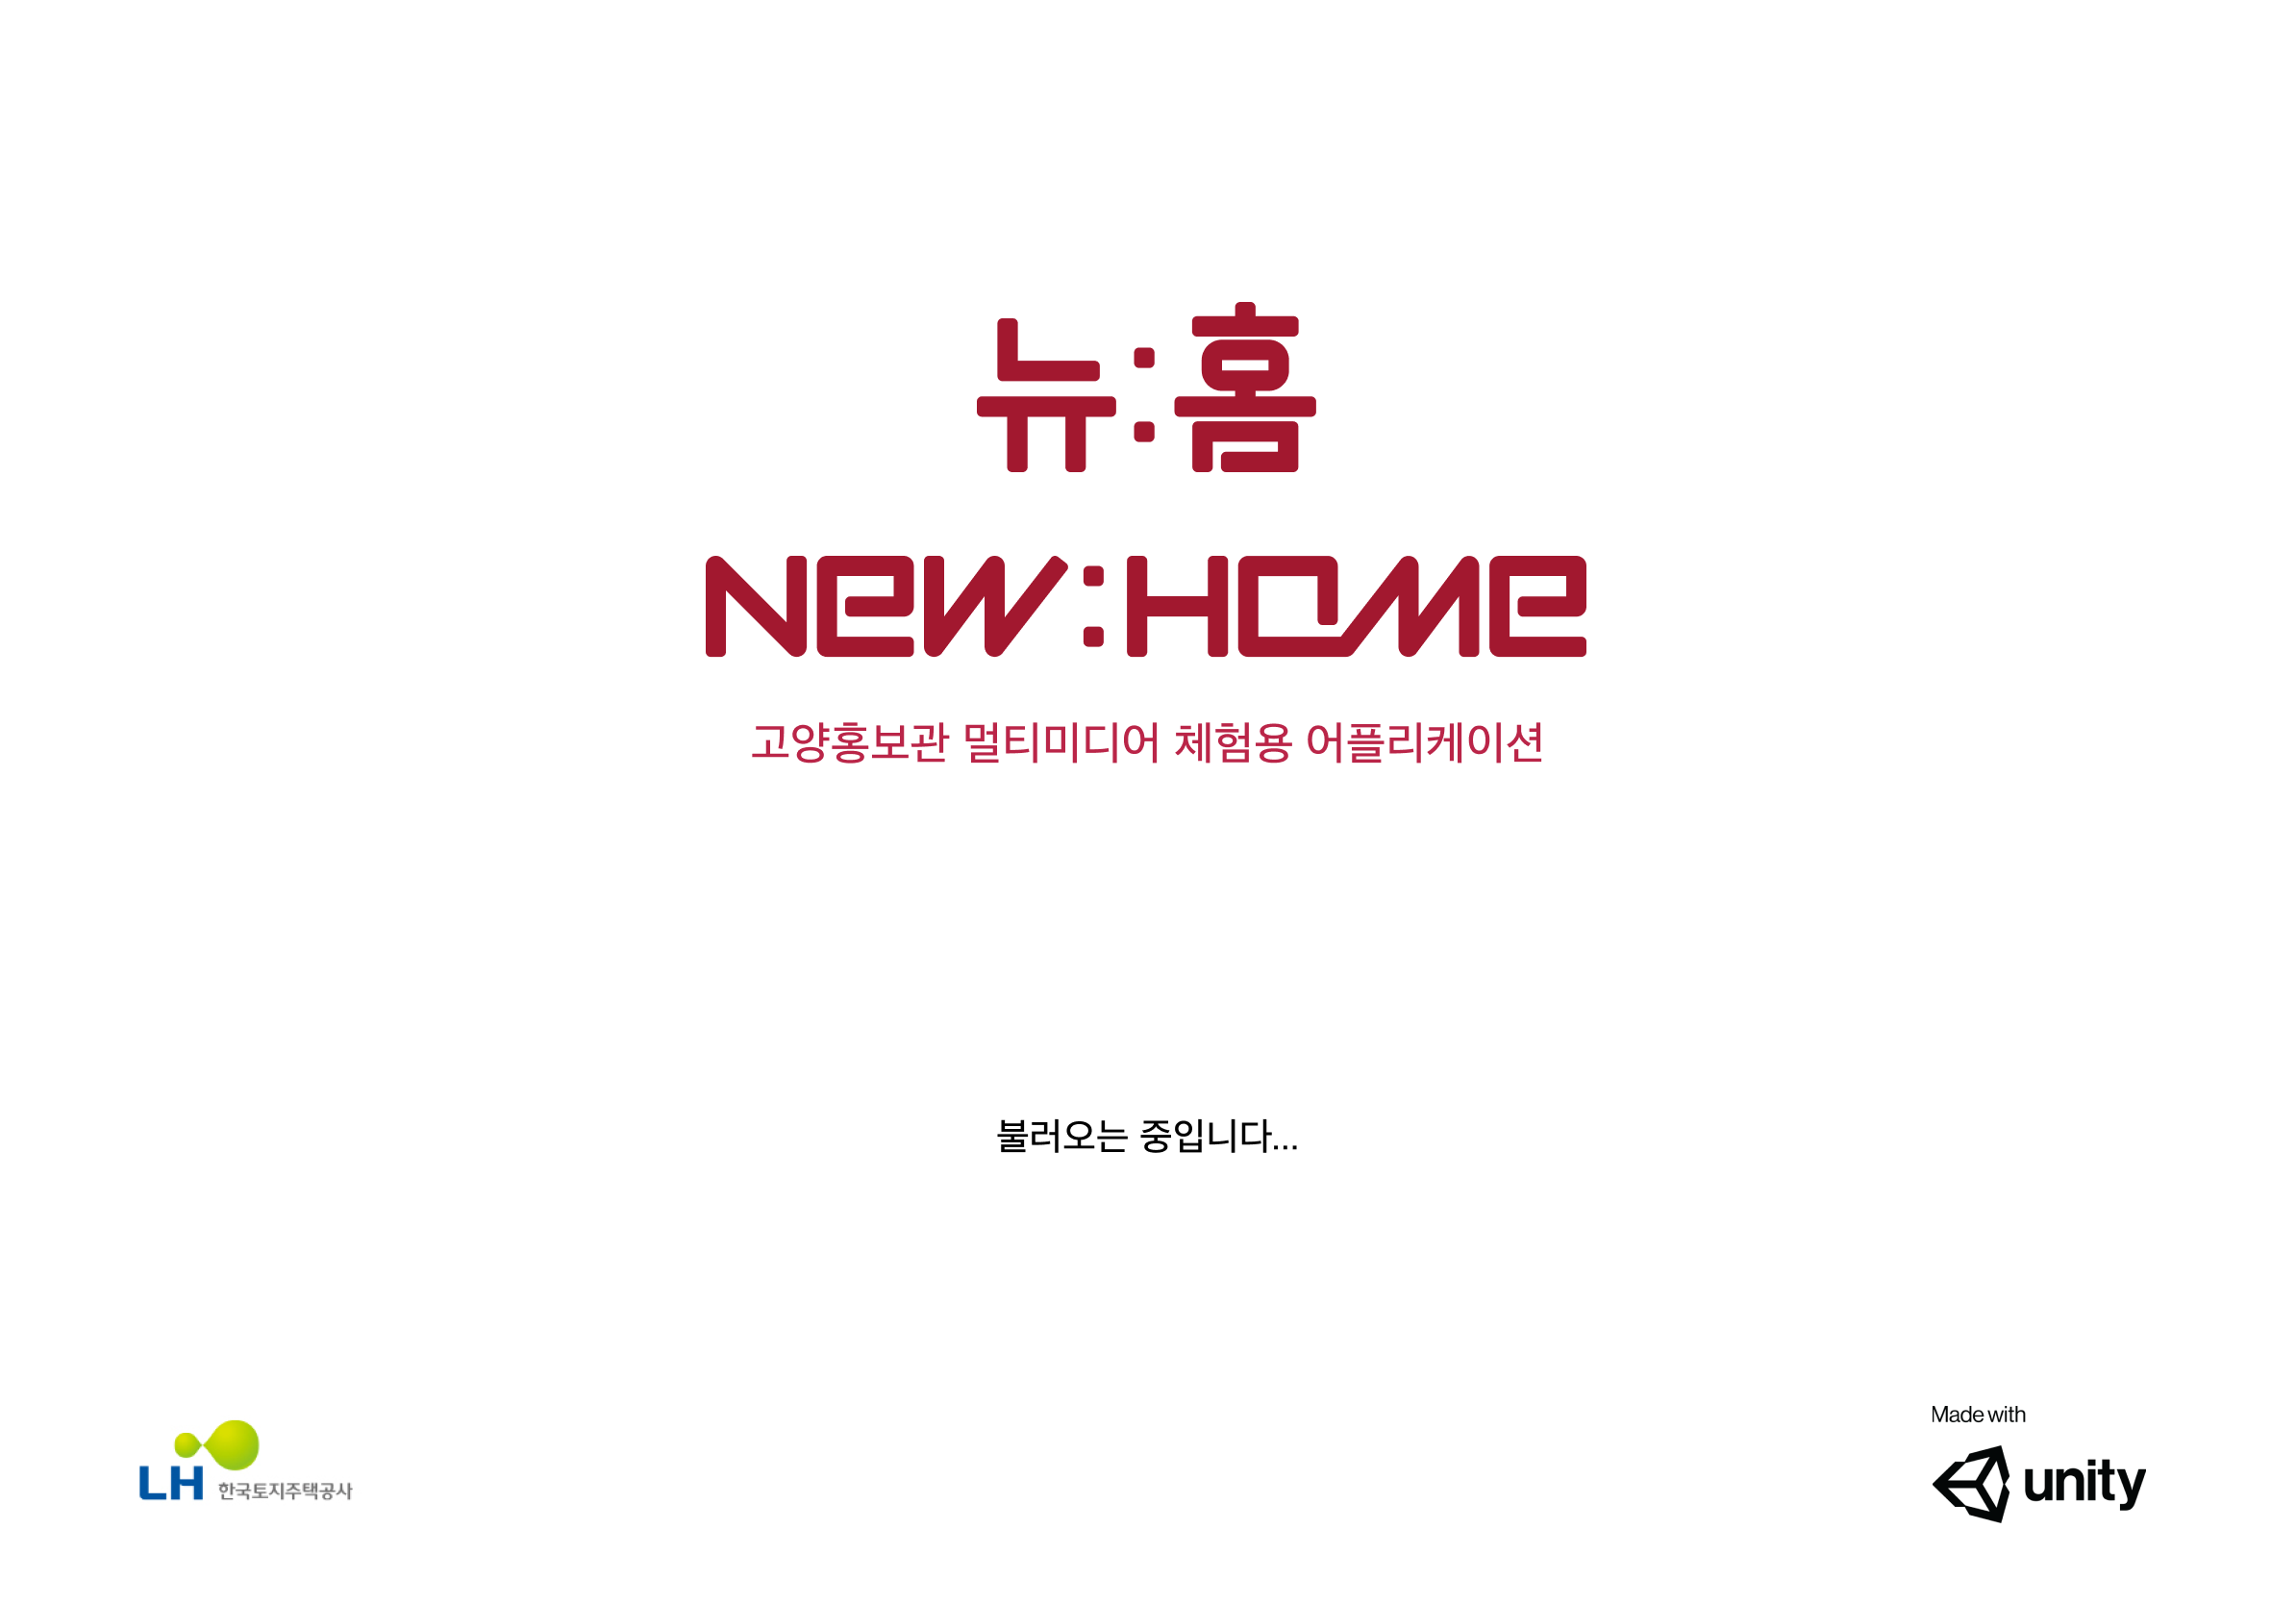 뉴:홈
New:Home
고양홍보관 멀티미디어 체험용 어플리케이션
불러오는 중입니다...
LH 한국토지주택공사
Made with
unity